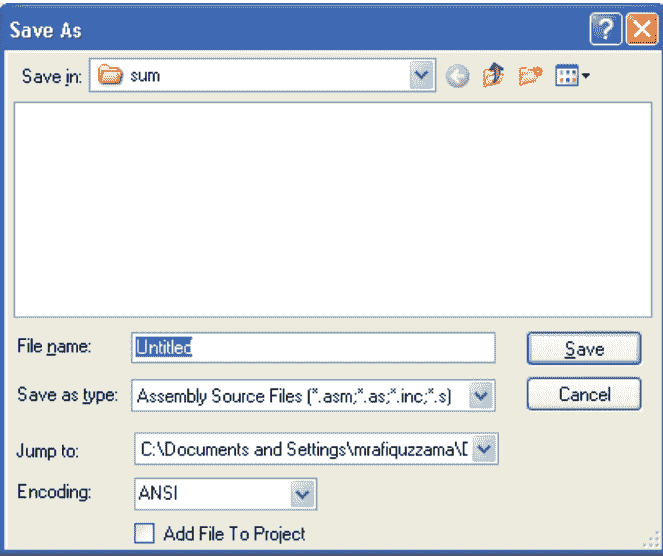 Save As
Save in: sum
File name: Untitled
Save
Save as type: Assembly Source Files (*.asm;*.as;*.inc;*.s)
Cancel
Jump to: C:\Documents and Settings\mrafiquzzama\D
Encoding: ANSI
Add File To Project